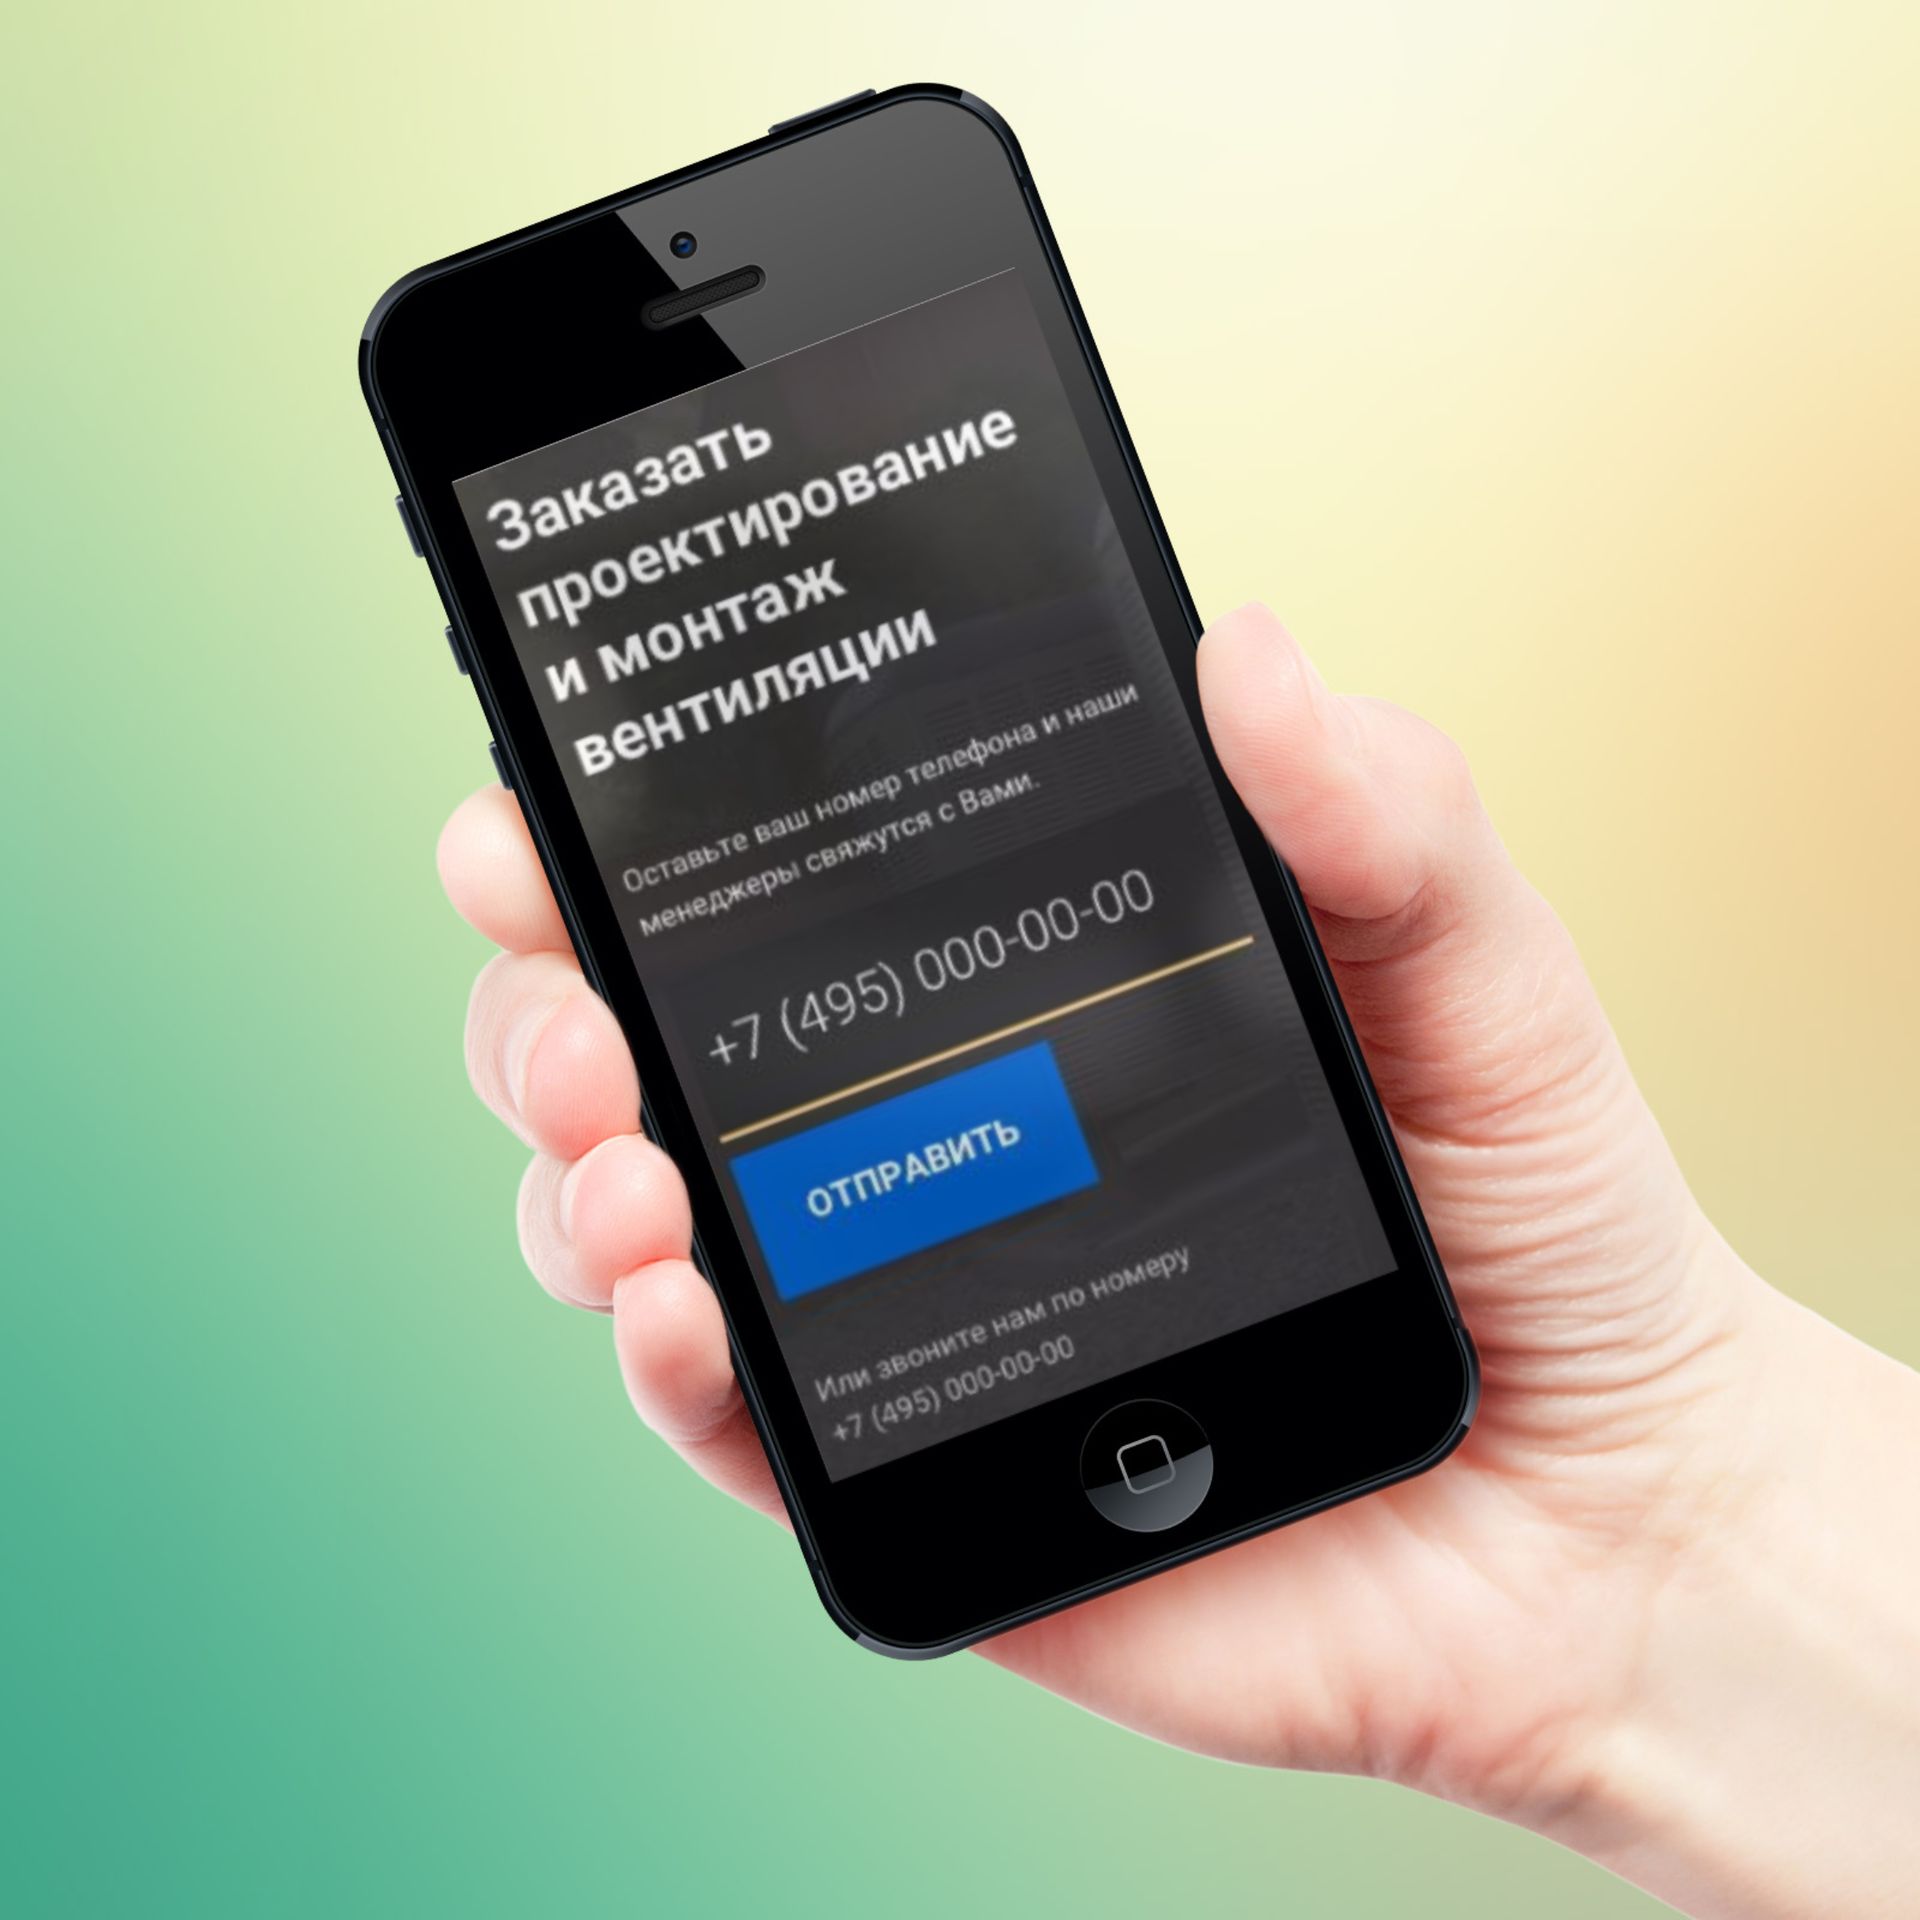 Заказать
проектирование
и монтаж
вентиляции
Оставьте ваш номер телефона и наши
менеджеры свяжутся с Вами.
+7 (495) 000-00-00
ОТПРАВИТЬ
Или звоните нам по номеру
+7 (495) 000-00-00